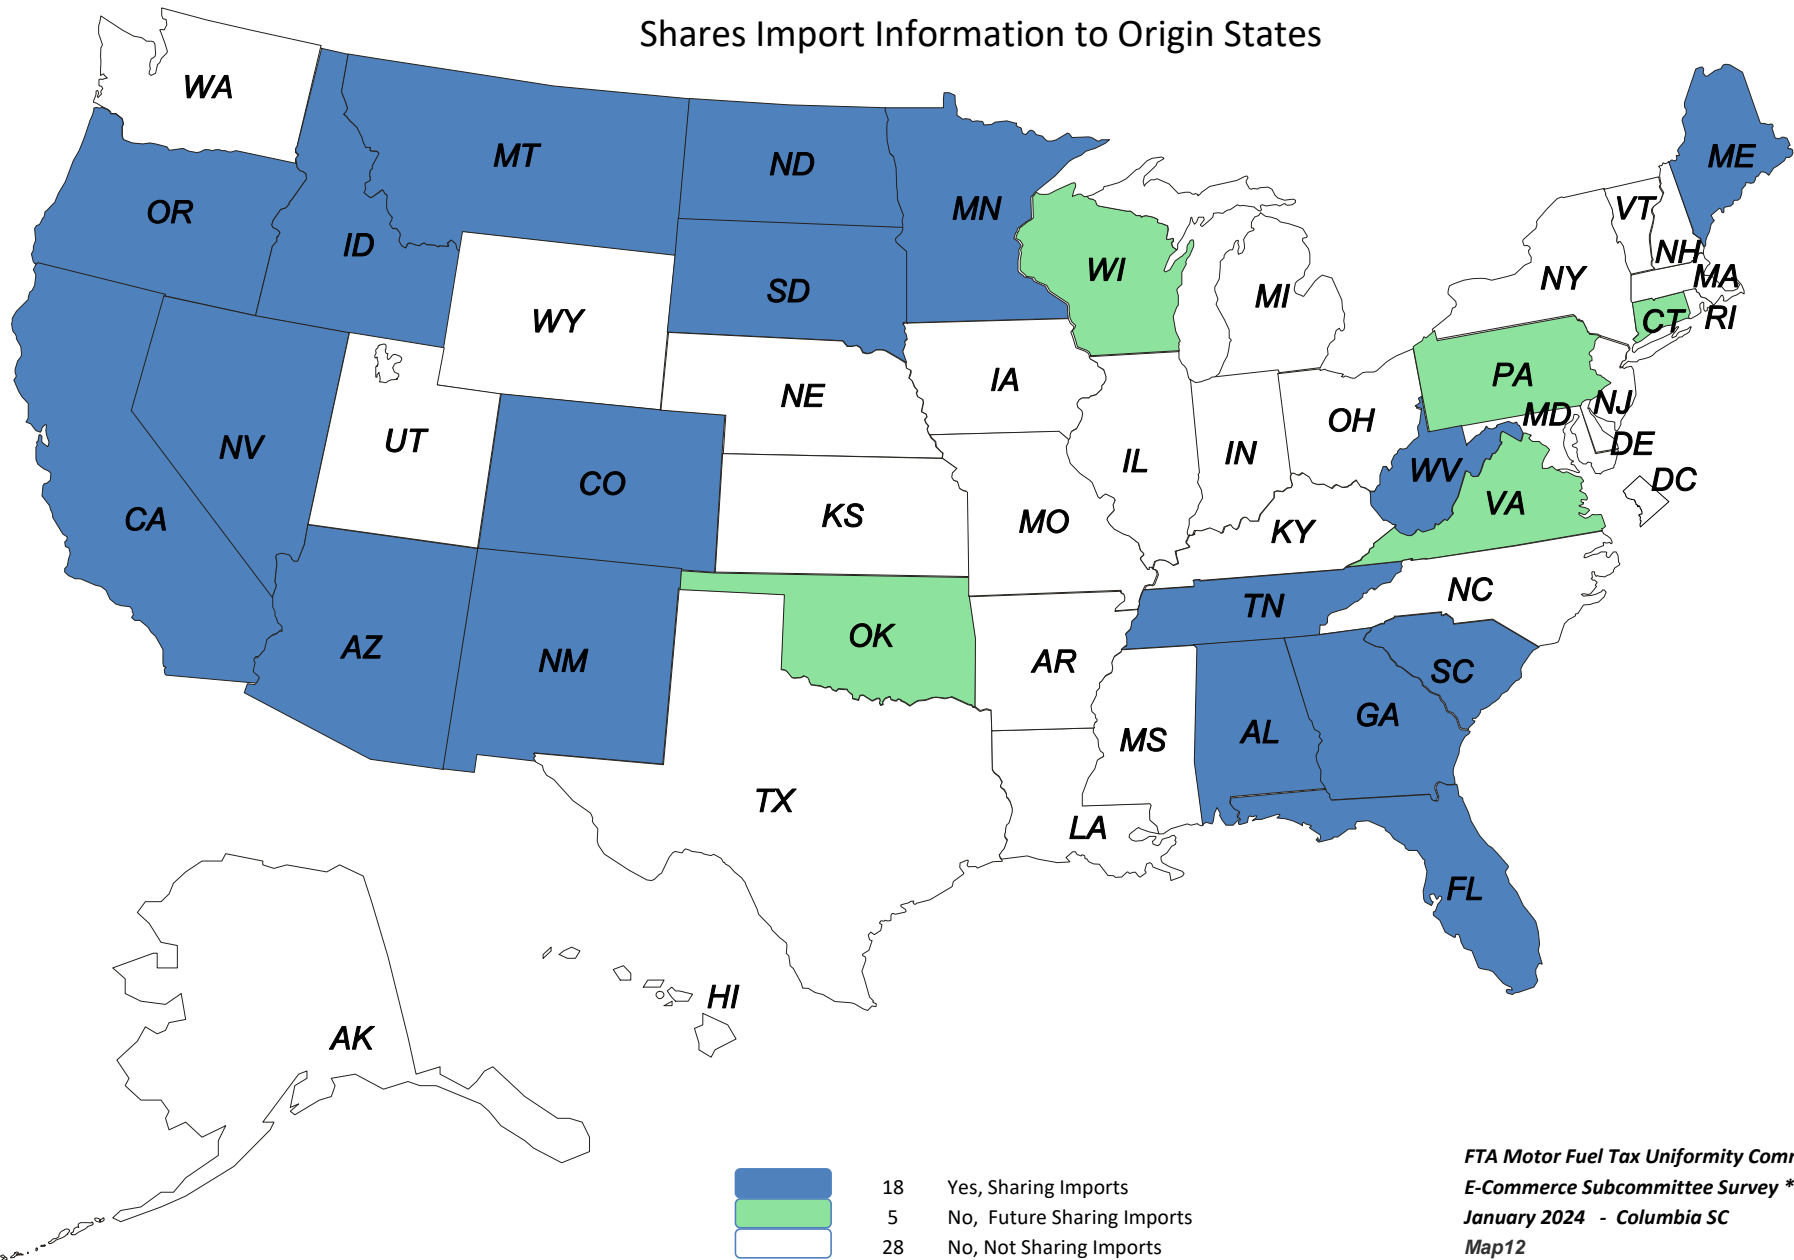 Shares Import Information to Origin States
WA
MT
ND
MN
ME
OR
ID
VT
NH
WI
NY
MA
SD
MI
CT
RI
WY
IA
PA
NE
OH
MD
NJ
NV
UT
IL
IN
WV
DE
CO
DC
CA
KS
MO
KY
VA
NC
TN
AZ
NM
OK
AR
SC
GA
AL
MS
TX
LA
FL
HI
AK
18 Yes, Sharing Imports
5 No, Future Sharing Imports
28 No, Not Sharing Imports
FTA Motor Fuel Tax Uniformity
E-Commerce Subcommittee Survey *
January 2024 - Columbia SC
Map12